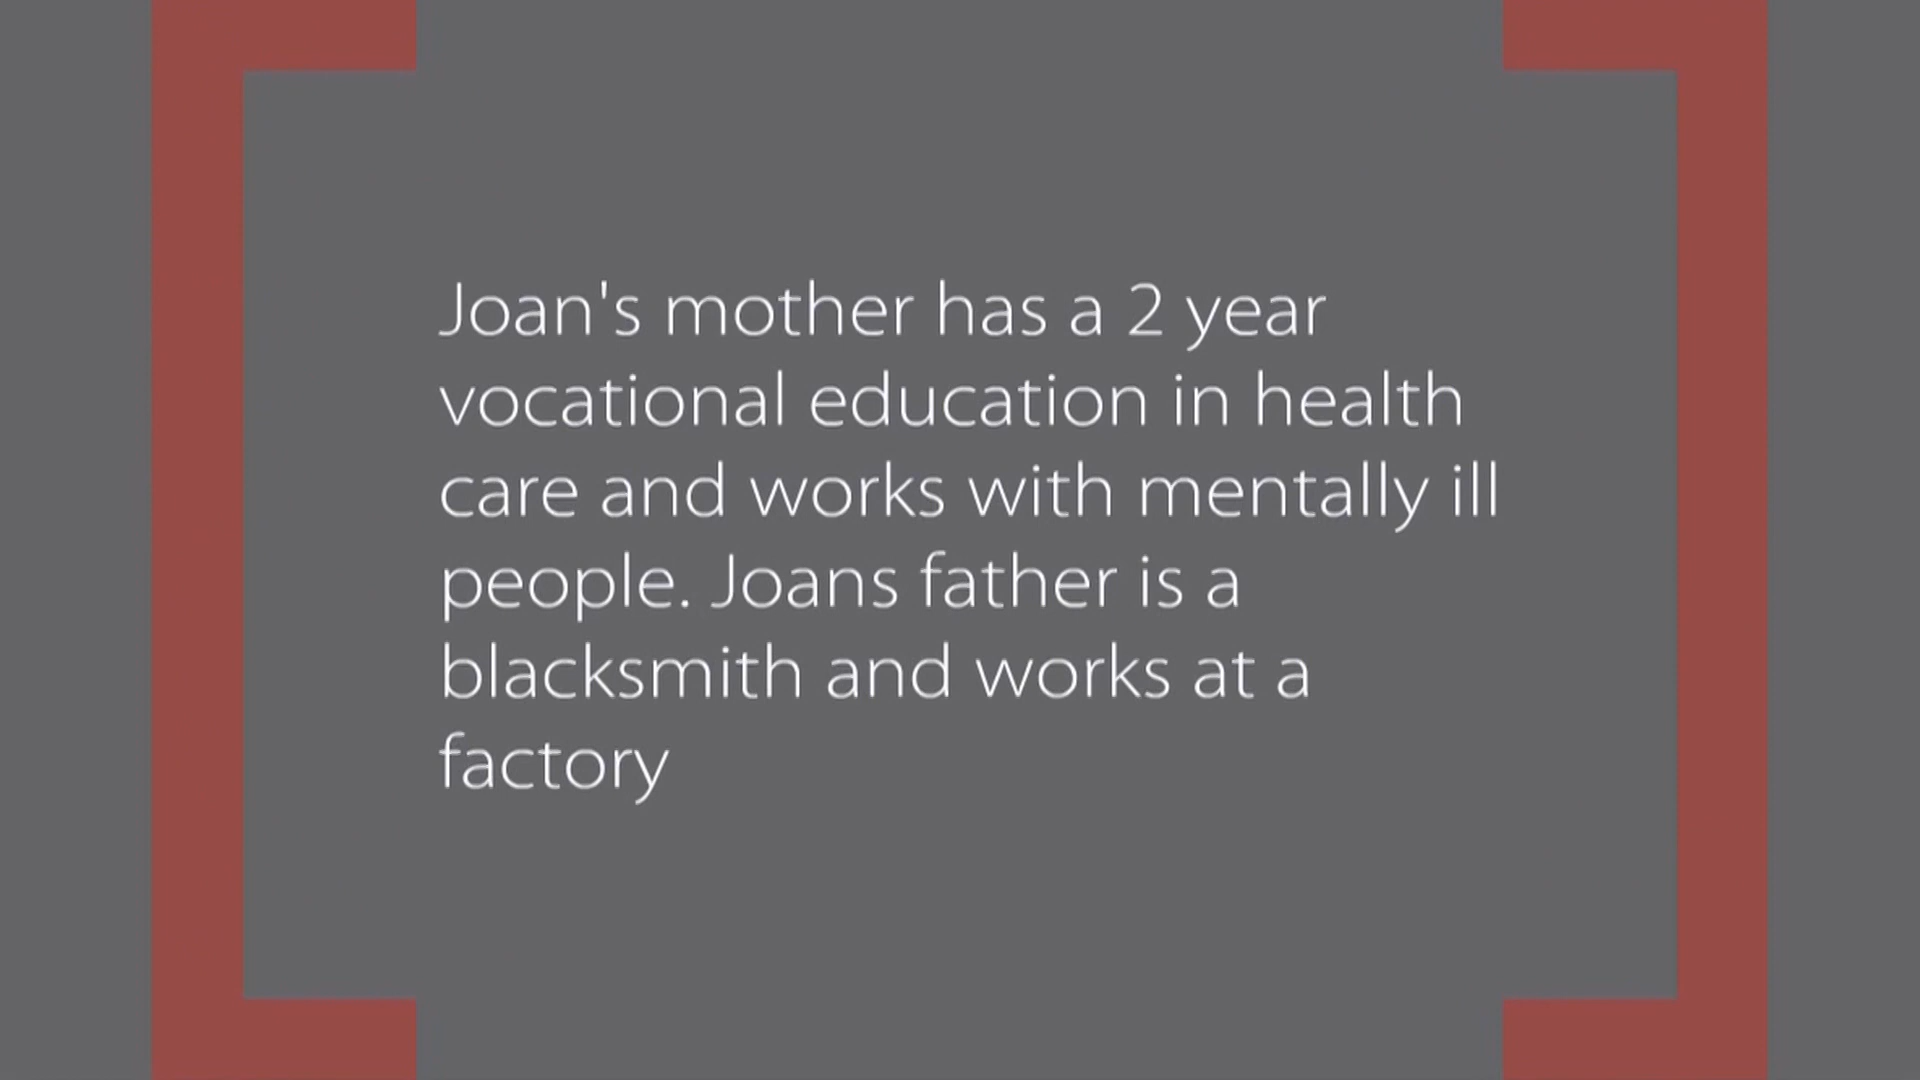 Joan's mother has a 2 year
vocational education in health
care and works with mentally ill
people. Joans father is a
blacksmith and works at a
factory